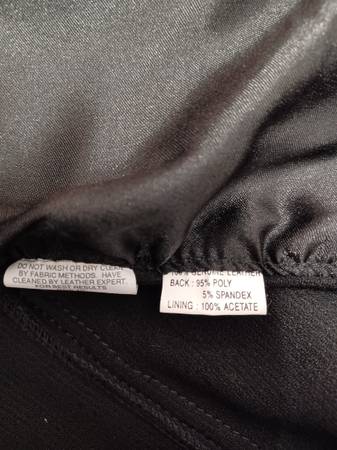 DO NOT WASH OR DRY CLEAN
BY FABRIC METHODS. HAVE
CLEANED BY LEATHER EXPERT.
FOR BEST RESULTS
100% GENUINE LEATHER
BACK : 95% POLY
5% SPANDEX
LINING : 100% ACETATE